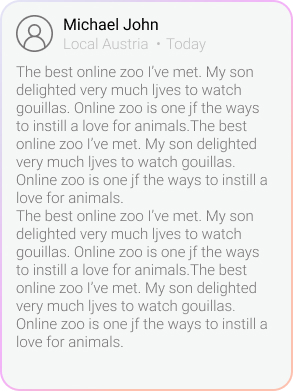 Michael John
Local Austria • Today
The best online zoo I've met. My son
delighted very much ljves to watch
gouillas. Online zoo is one jf the ways
to instill a love for animals.The best
online zoo I've met. My son delighted
very much ljves to watch gouillas.
Online zoo is one jf the ways to instill a
love for animals.
The best online zoo I've met. My son
delighted very much ljves to watch
gouillas. Online zoo is one jf the ways
to instill a love for animals.The best
online zoo I've met. My son delighted
very much ljves to watch gouillas.
Online zoo is one jf the ways to instill a
love for animals.